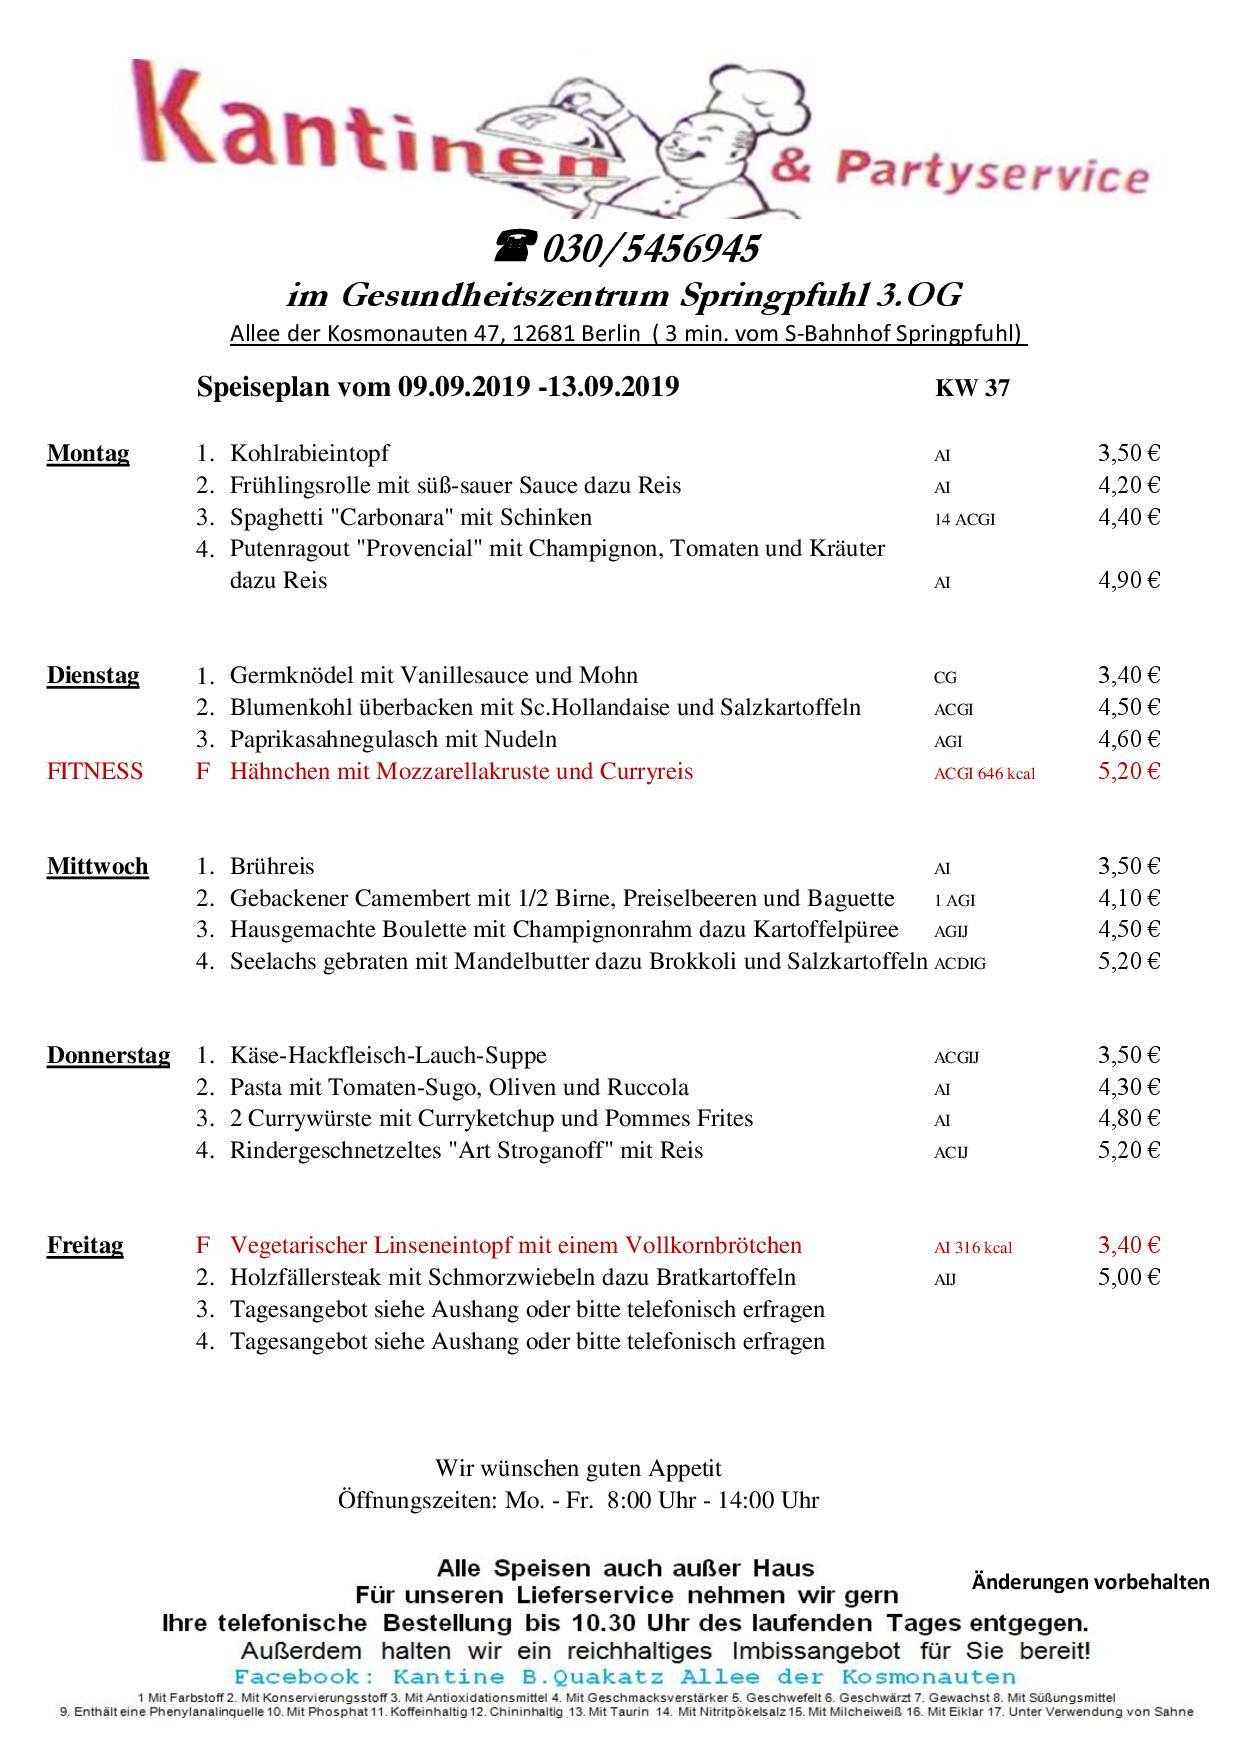 Kantinen & Partyservice
☎ 030/5456945
im Gesundheitszentrum Springpfuhl 3.OG
Allee der Kosmonauten 47, 12681 Berlin ( 3 min. vom S-Bahnhof Springpfuhl)
Speiseplan vom 09.09.2019 -13.09.2019 KW 37
Montag 1. Kohlrabieintopf AI 3,50 €
2. Frühlingsrolle mit süß-sauer Sauce dazu Reis AI 4,20 €
3. Spaghetti "Carbonara" mit Schinken 14 ACGI 4,40 €
4. Putenragout "Provencial" mit Champignon, Tomaten und Kräuter
dazu Reis AI 4,90 €
Dienstag 1. Germknödel mit Vanillesauce und Mohn CG 3,40 €
2. Blumenkohl überbacken mit Sc.Hollandaise und Salzkartoffeln ACGI 4,50 €
3. Paprikasahnegulasch mit Nudeln AGI 4,60 €
FITNESS F Hähnchen mit Mozzarellakruste und Curryreis ACGI 646 kcal 5,20 €
Mittwoch 1. Brühreis AI 3,50 €
2. Gebackener Camembert mit 1/2 Birne, Preiselbeeren und Baguette 1 AGI 4,10 €
3. Hausgemachte Boulette mit Champignonrahm dazu Kartoffelpüree AGIJ 4,50 €
4. Seelachs gebraten mit Mandelbutter dazu Brokkoli und Salzkartoffeln ACDIG 5,20 €
Donnerstag 1. Käse-Hackfleisch-Lauch-Suppe ACGIJ 3,50 €
2. Pasta mit Tomaten-Sugo, Oliven und Ruccola AI 4,30 €
3. 2 Currywürste mit Curryketchup und Pommes Frites AI 4,80 €
4. Rindergeschnetzeltes "Art Stroganoff" mit Reis ACIJ 5,20 €
Freitag F Vegetarischer Linseneintopf mit einem Vollkornbrötchen AI 316 kcal 3,40 €
2. Holzfällersteak mit Schmorzwiebeln dazu Bratkartoffeln AIJ 5,00 €
3. Tagesangebot siehe Aushang oder bitte telefonisch erfragen
4. Tagesangebot siehe Aushang oder bitte telefonisch erfragen
Wir wünschen guten Appetit
Öffnungszeiten: Mo. - Fr. 8:00 Uhr - 14:00 Uhr
Alle Speisen auch außer Haus
Änderungen vorbehalten
Für unseren Lieferservice nehmen wir gern
Ihre telefonische Bestellung bis 10.30 Uhr des laufenden Tages entgegen.
Außerdem halten wir ein reichhaltiges Imbissangebot für Sie bereit!
Facebook: Kantine B.Quakatz Allee der Kosmonauten
1 Mit Farbstoff 2. Mit Konservierungsstoff 3. Mit Antioxidationsmittel 4. Mit Geschmacksverstärker 5. Geschwefelt 6. Geschwärzt 7. Gewachst 8. Mit Süßungsmittel
9. Enthält eine Phenylanalinquelle 10. Mit Phosphat 11. Koffeinhaltig 12. Chininhaltig 13. Mit Taurin 14. Mit Nitritpökelsalz 15. Mit Milcheiweiß 16. Mit Eiklar 17. Unter Verwendung von Sahne